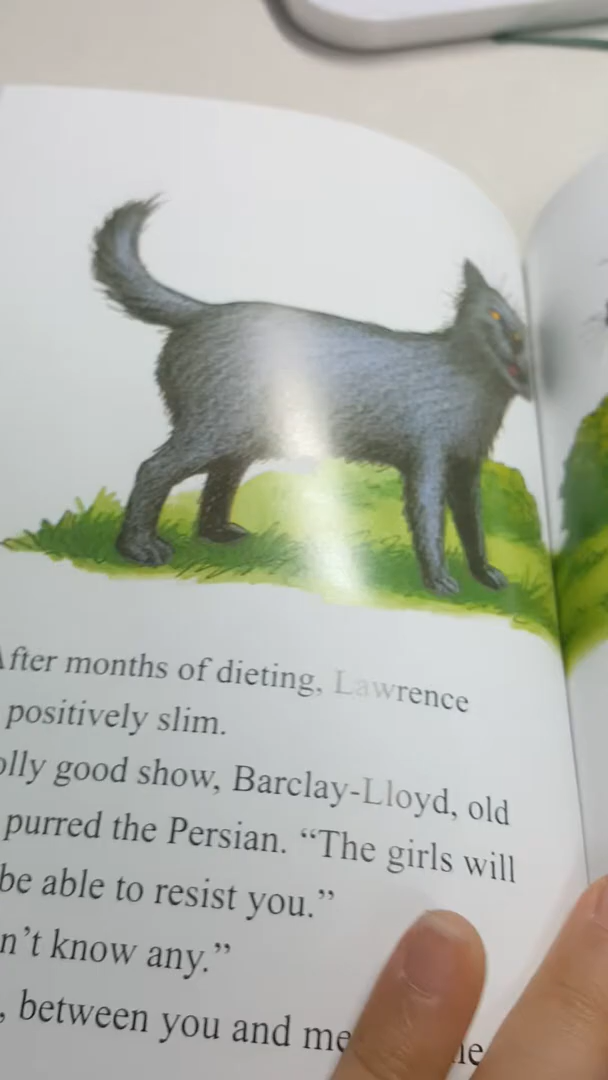 After months of dieting, Lawrence
positively slim.
olly good show, Barclay-Lloyd, old
purred the Persian. “The girls will
be able to resist you.”
n’t know any.”
, between you and me